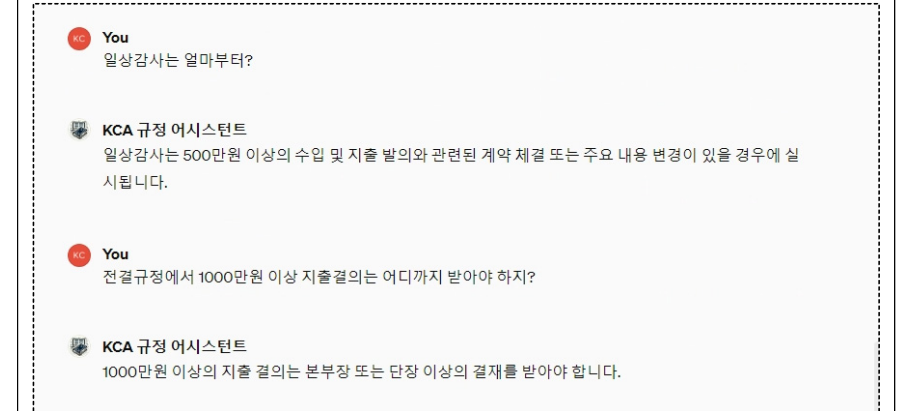 KC You
일상감사는 얼마부터?
KCA 규정 어시스턴트
일상감사는 500만원 이상의 수입 및 지출 발의와 관련된 계약 체결 또는 주요 내용 변경이 있을 경우에 실
시됩니다.
KC You
전결규정에서 1000만원 이상 지출결의는 어디까지 받아야 하지?
KCA 규정 어시스턴트
1000만원 이상의 지출 결의는 본부장 또는 단장 이상의 결재를 받아야 합니다.